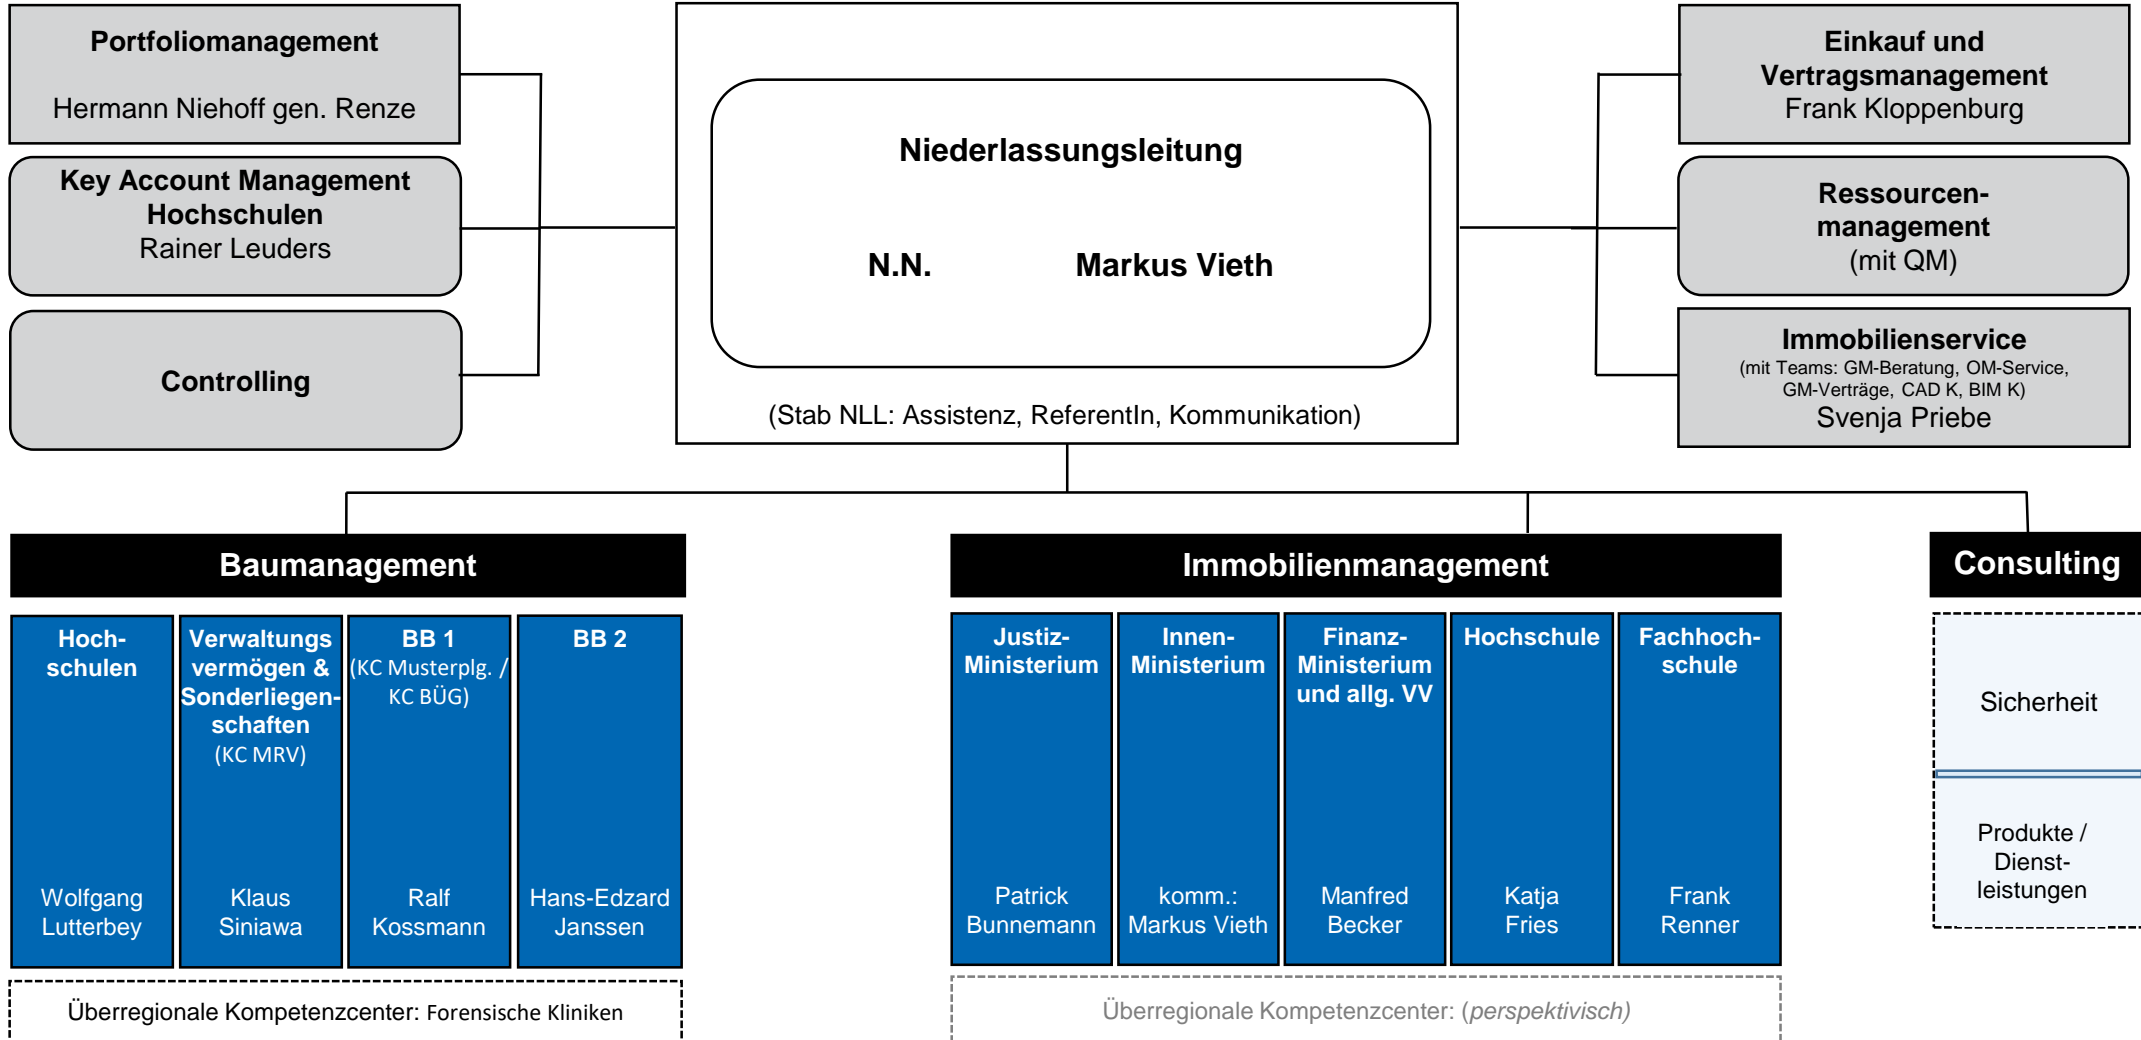 Portfoliomanagement
Hermann Niehoff gen. Renze
Key Account Management
Hochschulen
Rainer Leuders
Controlling
Niederlassungsleitung
N.N. Markus Vieth
(Stab NLL: Assistenz, ReferentIn, Kommunikation)
Einkauf und
Vertragsmanagement
Frank Kloppenburg
Ressourcen-
management
(mit QM)
Immobilienservice
(mit Teams: GM-Beratung, OM-Service,
GM-Verträge, CAD K, BIM K)
Svenja Priebe
Baumanagement
Hoch-
schulen
Wolfgang
Lutterbey
Verwaltungs
vermögen &
Sonderliegen-
schaften
(KC MRV)
Klaus
Siniawa
BB 1
(KC Musterplg. /
KC BÜG)
Ralf
Kossmann
BB 2
Hans-Edzard
Janssen
Überregionale Kompetenzcenter: Forensische Kliniken
Immobilienmanagement
Justiz-
Ministerium
Patrick
Bunnemann
Innen-
Ministerium
komm.:
Markus Vieth
Finanz-
Ministerium
und allg. VV
Manfred
Becker
Hochschule
Katja
Fries
Fachhoch-
schule
Frank
Renner
Überregionale Kompetenzcenter: (perspektivisch)
Consulting
Sicherheit
Produkte /
Dienst-
leistungen